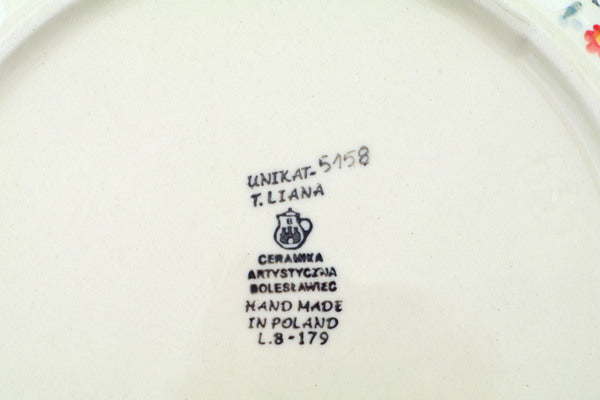 UNIKAT-5158
T. LIANA
B
CERAMIKA
ARTYSTYCZNA
BOLESŁAWIEC
HAND MADE
IN POLAND
L.8-179